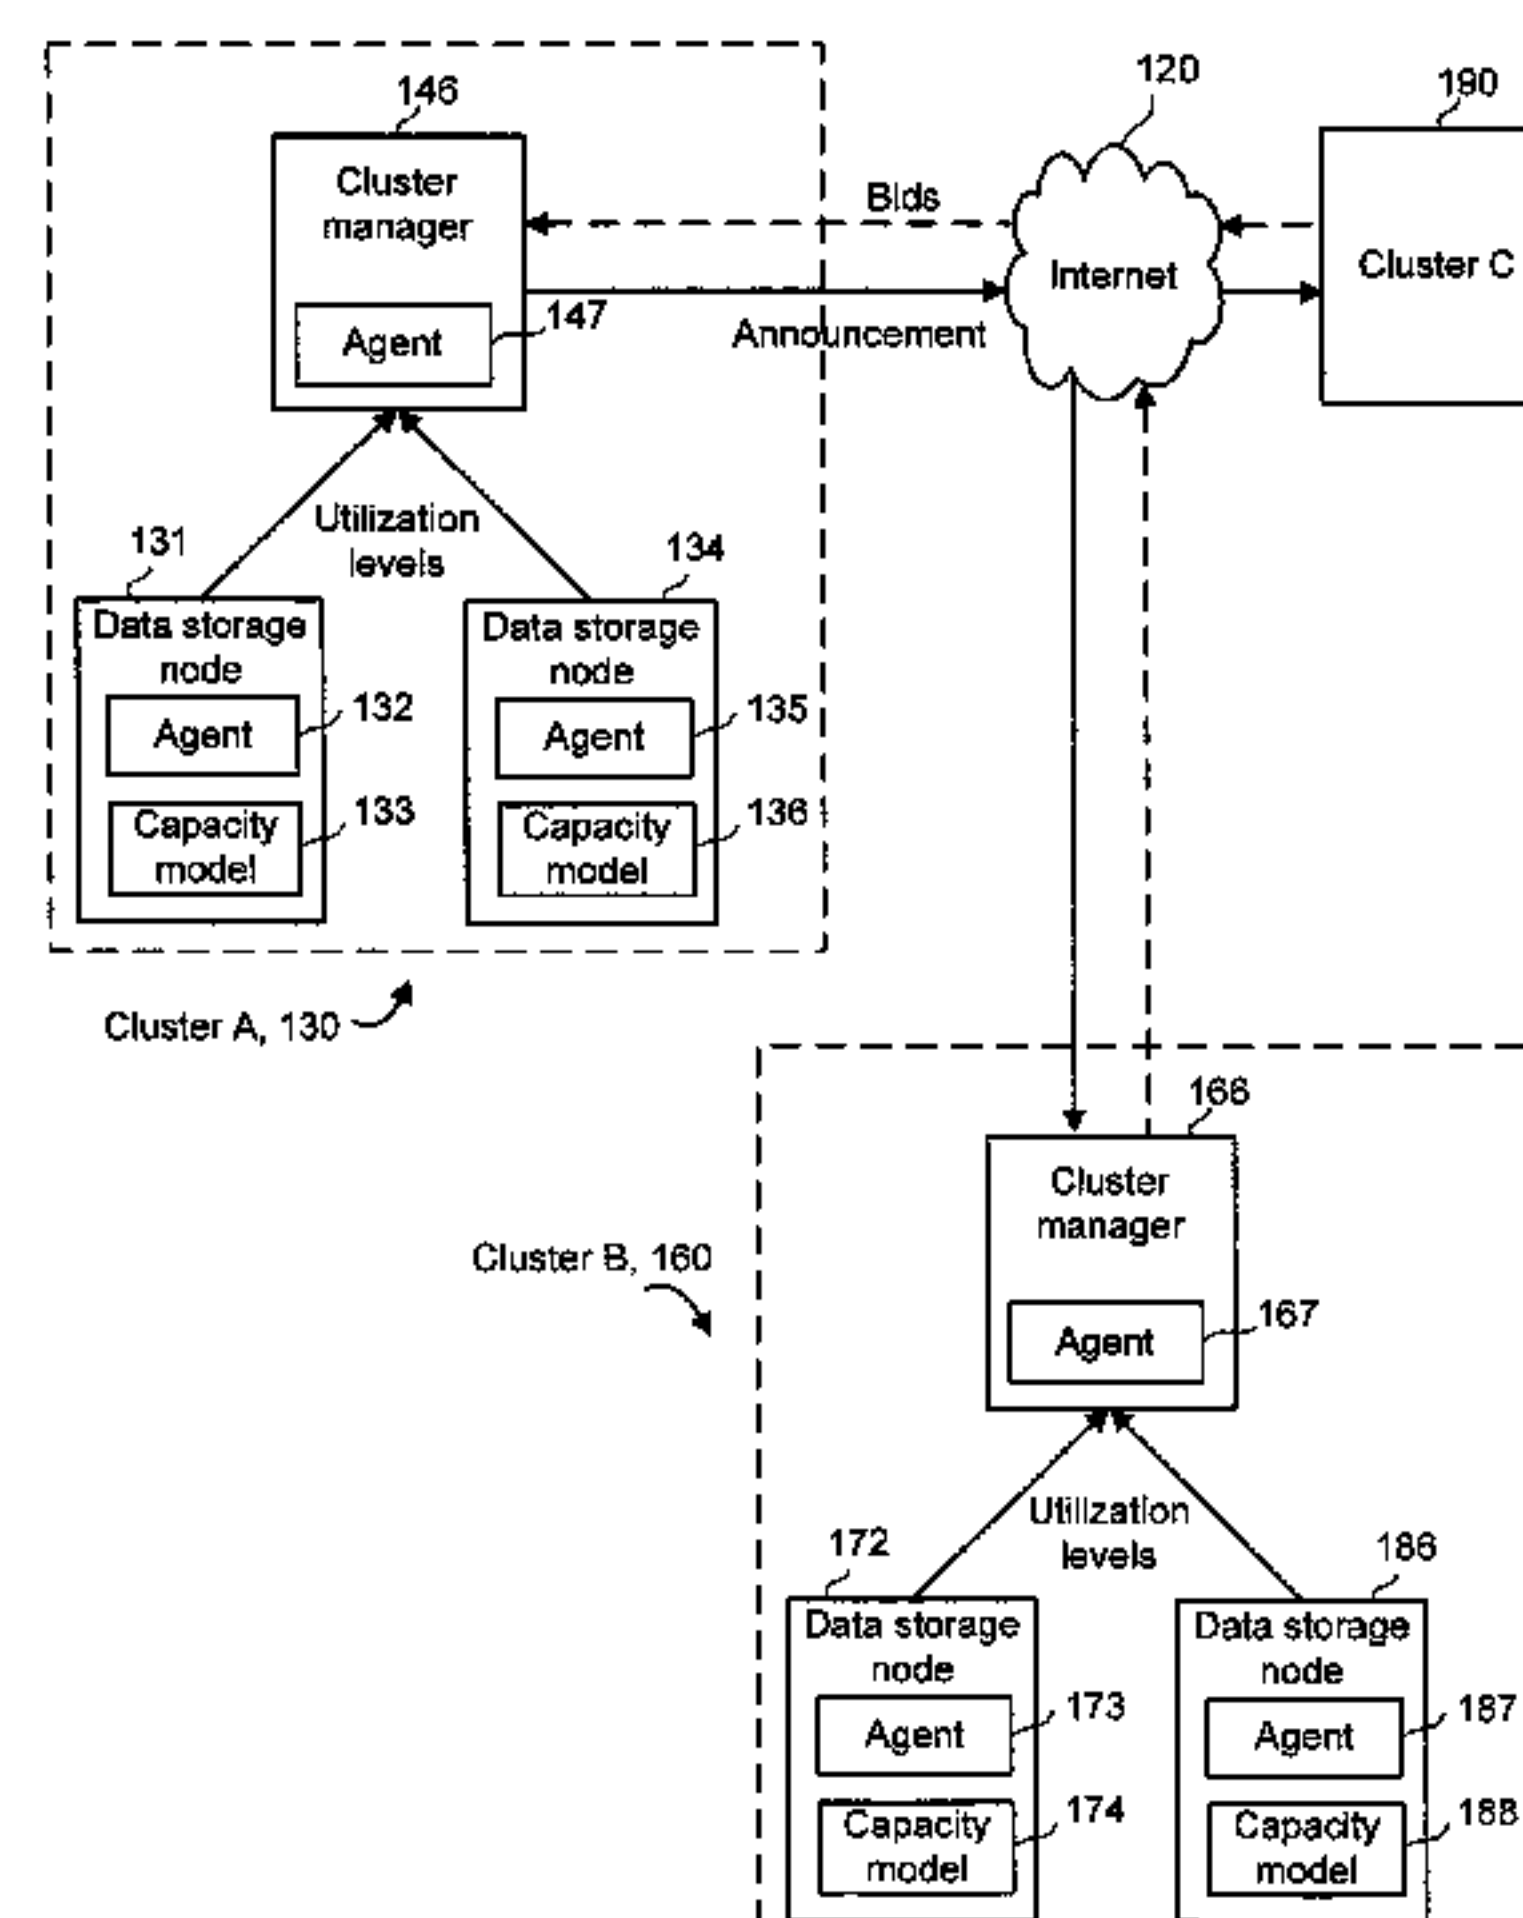 146
120
190
Cluster
manager
Bids
Internet
Cluster C
Agent
147
Announcement
Utilization
levels
131
134
Data storage
node
Agent
132
Capacity
model
133
Data storage
node
Agent
135
Capacity
model
136
Cluster A, 130
166
Cluster
manager
Cluster B, 160
Agent
167
Utilization
levels
172
186
Data storage
node
Agent
173
Capacity
model
174
Data storage
node
Agent
187
Capacity
model
188